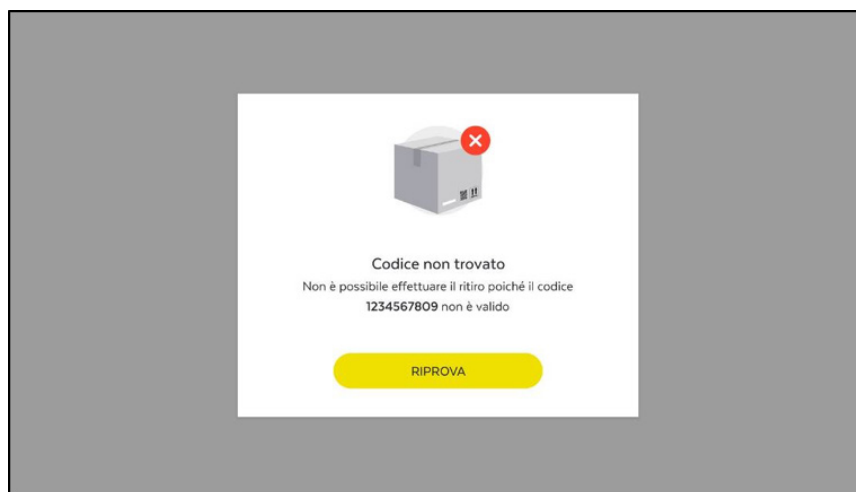 Codice non trovato
Non è possibile effettuare il ritiro poiché il codice
1234567809 non è valido
RIPROVA